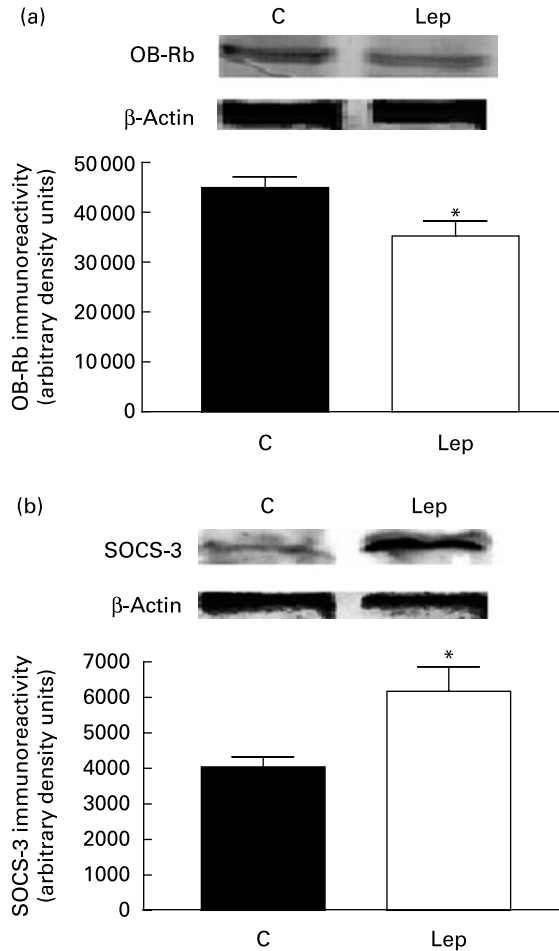 (a)
C Lep
OB-Rb
β-Actin
OB-Rb immunoreactivity
(arbitrary density units)
50 000
40 000
30 000
20 000
10 000
0
*
C Lep
(b)
C Lep
SOCS-3
β-Actin
SOCS-3 immunoreactivity
(arbitrary density units)
7000
6000
5000
4000
3000
2000
1000
0
*
C Lep